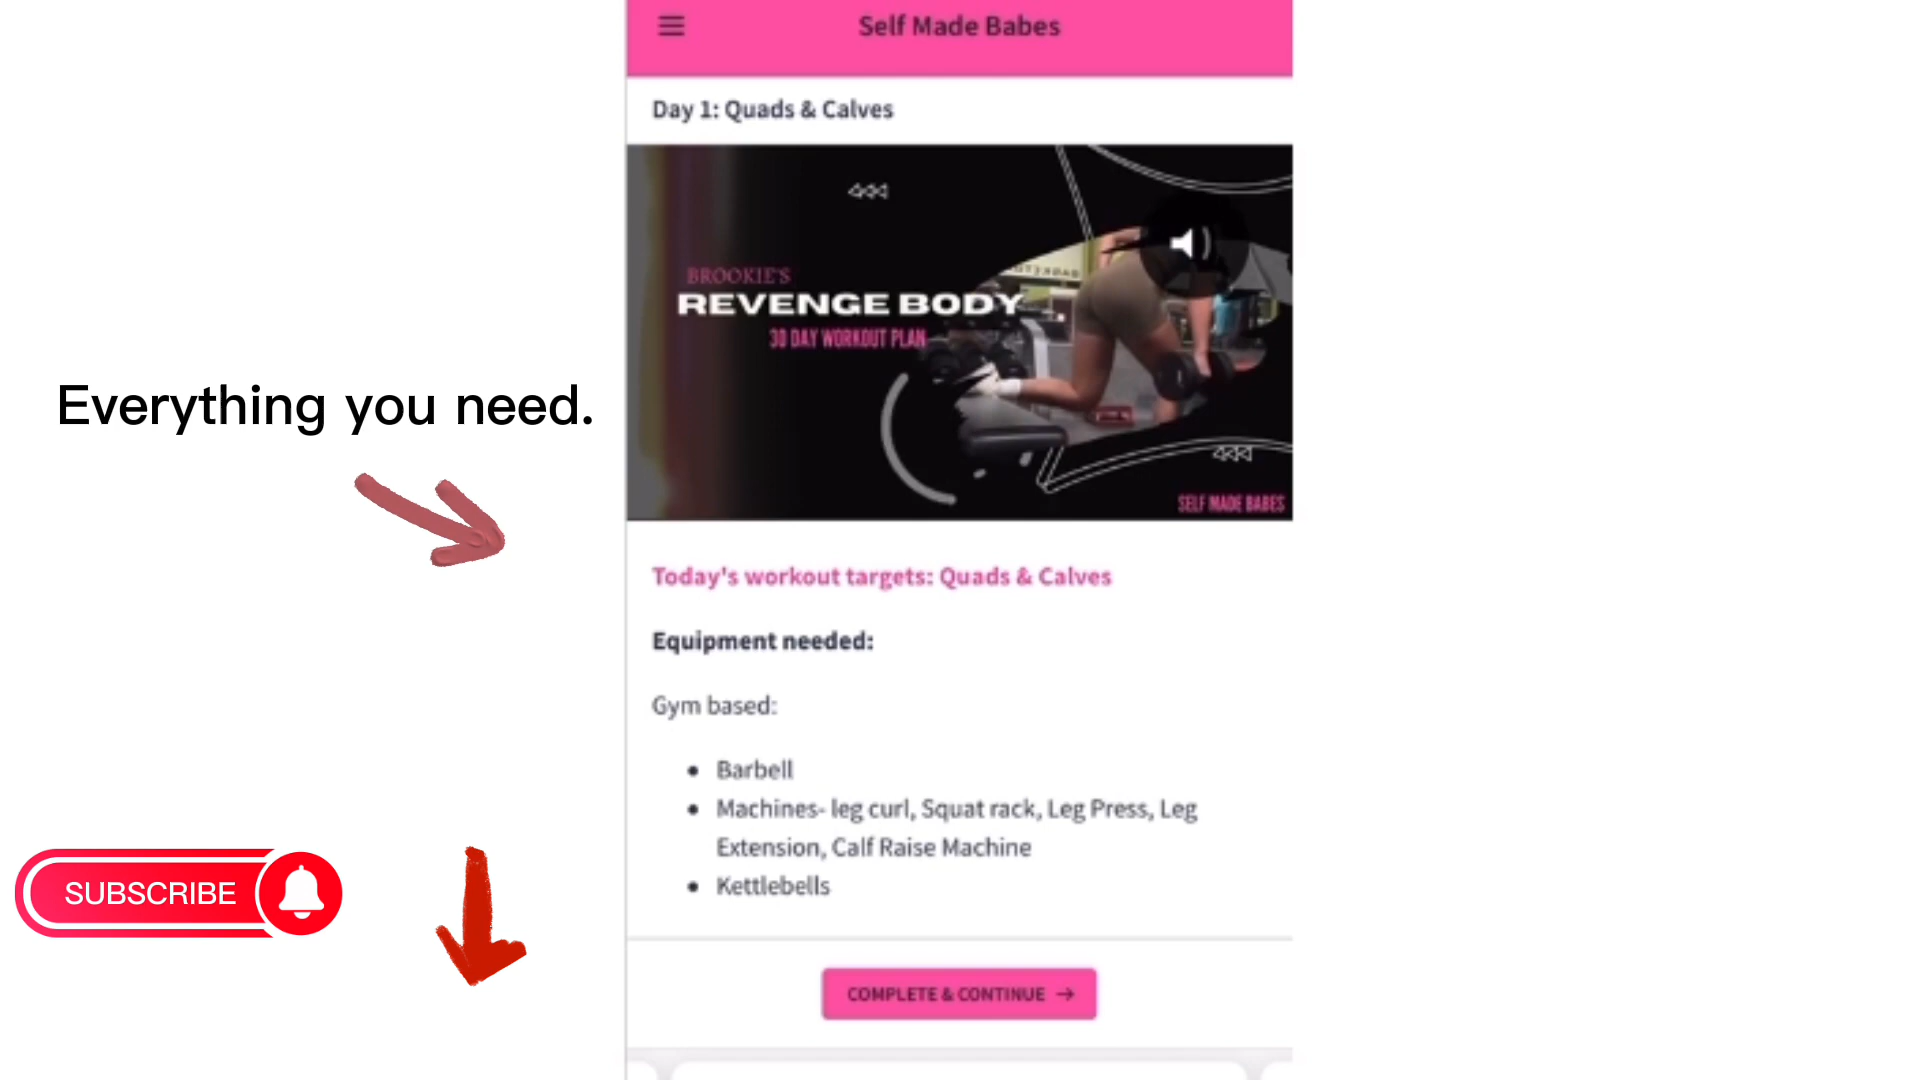 Self Made Babes
Day 1: Quads & Calves
BROOKIE'S
REVENGE BODY
30 DAY WORKOUT PLAN
SELF MADE BABES
Everything you need.
Today's workout targets: Quads & Calves
Equipment needed:
Gym based:
Barbell
Machines- leg curl, Squat rack, Leg Press, Leg
Extension, Calf Raise Machine
Kettlebells
SUBSCRIBE
COMPLETE & CONTINUE →